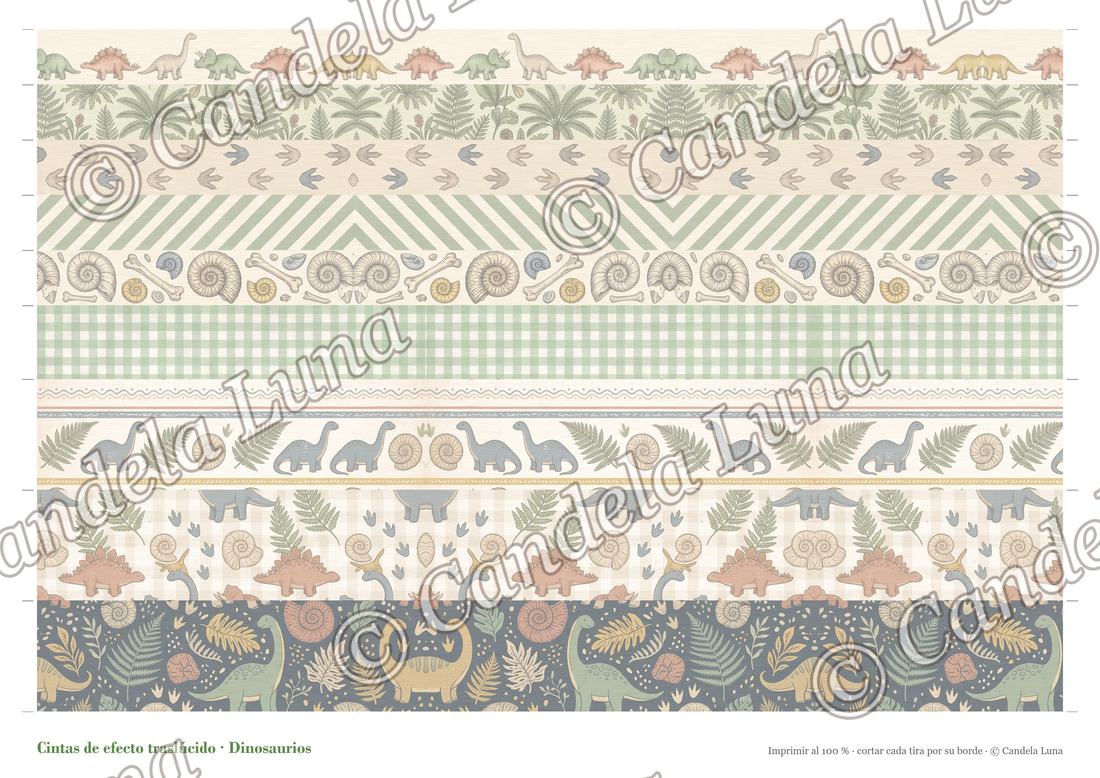 © Candela Luna
© Candela Luna
© Candela Luna
© Candela Luna
© Candela
Candela Luna
Cintas de efecto traslúcido · Dinosaurios
Imprimir al 100 % · cortar cada tira por su borde · © Candela Luna